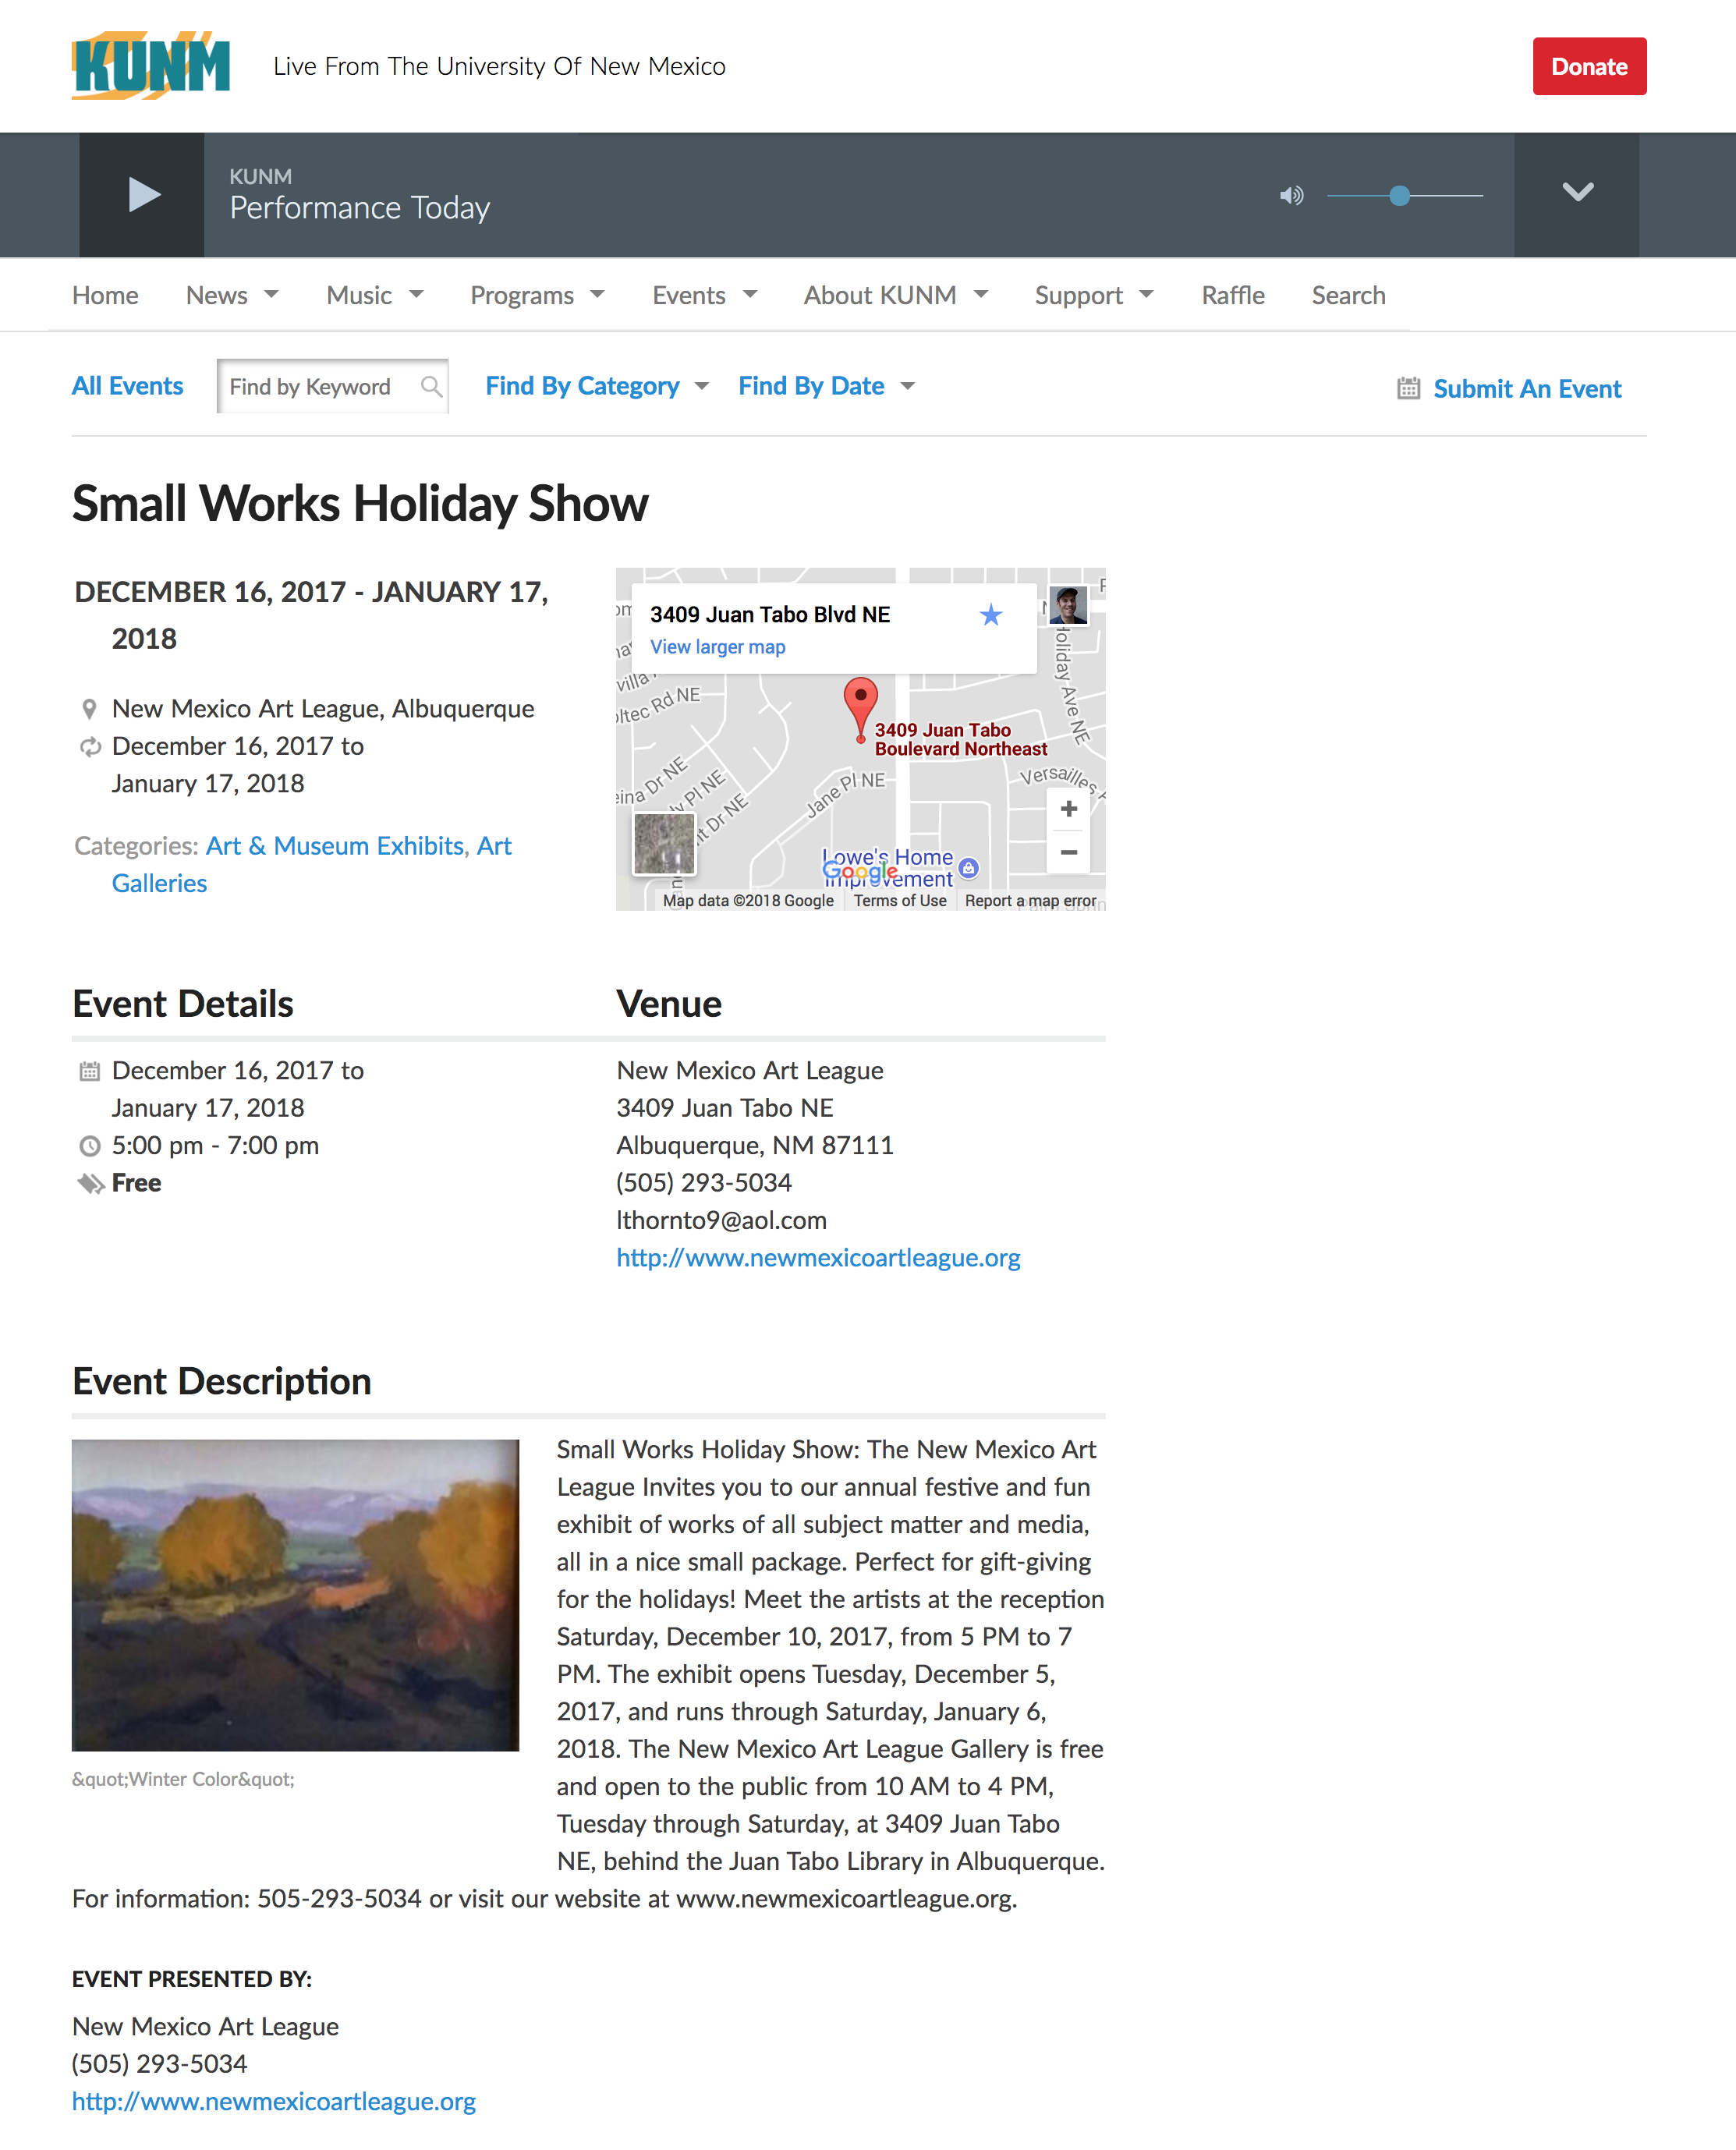 KUNM
Live From The University Of New Mexico
Donate
KUNM
Performance Today
Home
News
Music
Programs
Events
About KUNM
Support
Raffle
Search
All Events
Find by Keyword
Find By Category
Find By Date
Submit An Event
Small Works Holiday Show
DECEMBER 16, 2017 - JANUARY 17,
2018
New Mexico Art League, Albuquerque
December 16, 2017 to
January 17, 2018
Categories: Art & Museum Exhibits, Art
Galleries
3409 Juan Tabo Blvd NE
View larger map
3409 Juan Tabo
Boulevard Northeast
Holiday Ave NE
Jane Pl NE
Lowe's Home
Improvement
Google
Map data ©2018 Google
Terms of Use
Report a map error
Event Details
December 16, 2017 to
January 17, 2018
5:00 pm - 7:00 pm
Free
Venue
New Mexico Art League
3409 Juan Tabo NE
Albuquerque, NM 87111
(505) 293-5034
lthornto9@aol.com
http://www.newmexicoartleague.org
Event Description
Small Works Holiday Show: The New Mexico Art
League Invites you to our annual festive and fun
exhibit of works of all subject matter and media,
all in a nice small package. Perfect for gift-giving
for the holidays! Meet the artists at the reception
Saturday, December 10, 2017, from 5 PM to 7
PM. The exhibit opens Tuesday, December 5,
2017, and runs through Saturday, January 6,
2018. The New Mexico Art League Gallery is free
and open to the public from 10 AM to 4 PM,
Tuesday through Saturday, at 3409 Juan Tabo
NE, behind the Juan Tabo Library in Albuquerque.
For information: 505-293-5034 or visit our website at www.newmexicoartleague.org.
&quot;Winter Color&quot;
EVENT PRESENTED BY:
New Mexico Art League
(505) 293-5034
http://www.newmexicoartleague.org